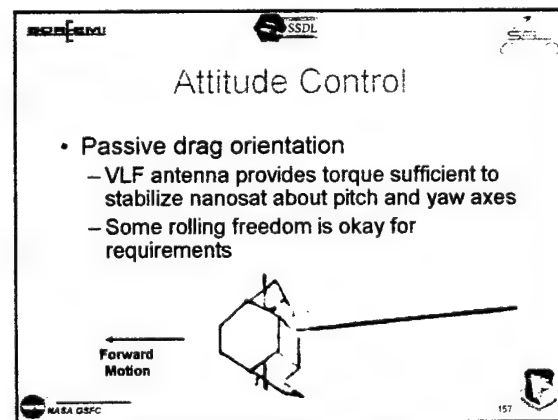 SSDL
Attitude Control
• Passive drag orientation
– VLF antenna provides torque sufficient to
stabilize nanosat about pitch and yaw axes
– Some rolling freedom is okay for
requirements
Forward
Motion
NASA GSFC
157